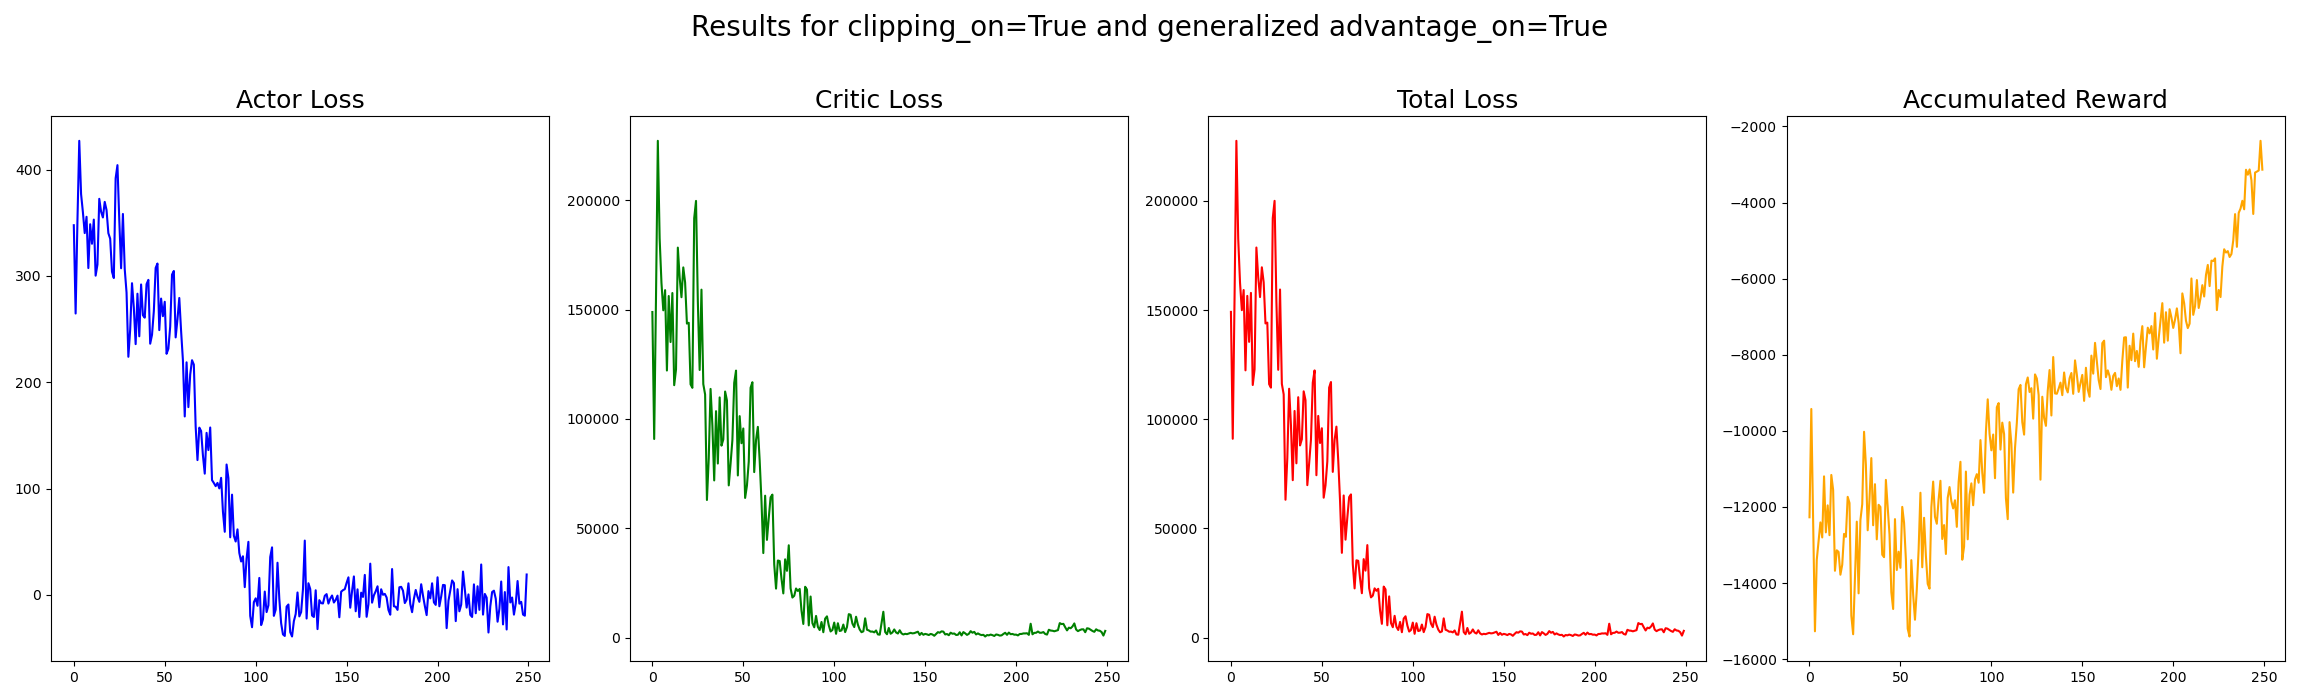 Results for clipping_on=True and generalized advantage_on=True
Actor Loss
400
300
200
100
0
0 50 100 150 200 250
Critic Loss
200000
150000
100000
50000
0
0 50 100 150 200 250
Total Loss
200000
150000
100000
50000
0
0 50 100 150 200 250
Accumulated Reward
−2000
−4000
−6000
−8000
−10000
−12000
−14000
−16000
0 50 100 150 200 250